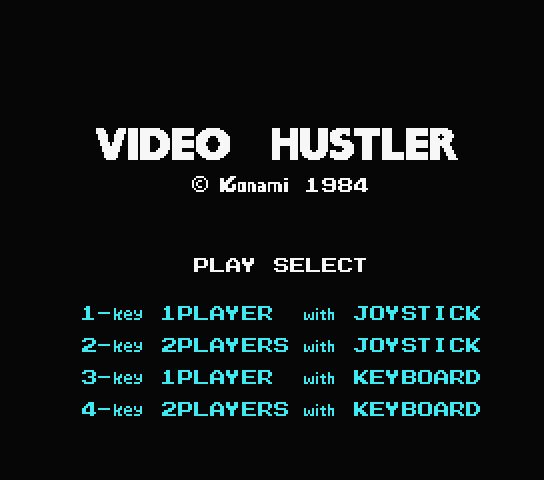 VIDEO HUSTLER
© Konami 1984
PLAY SELECT
1-key 1PLAYER with JOYSTICK
2-key 2PLAYERS with JOYSTICK
3-key 1PLAYER with KEYBOARD
4-key 2PLAYERS with KEYBOARD